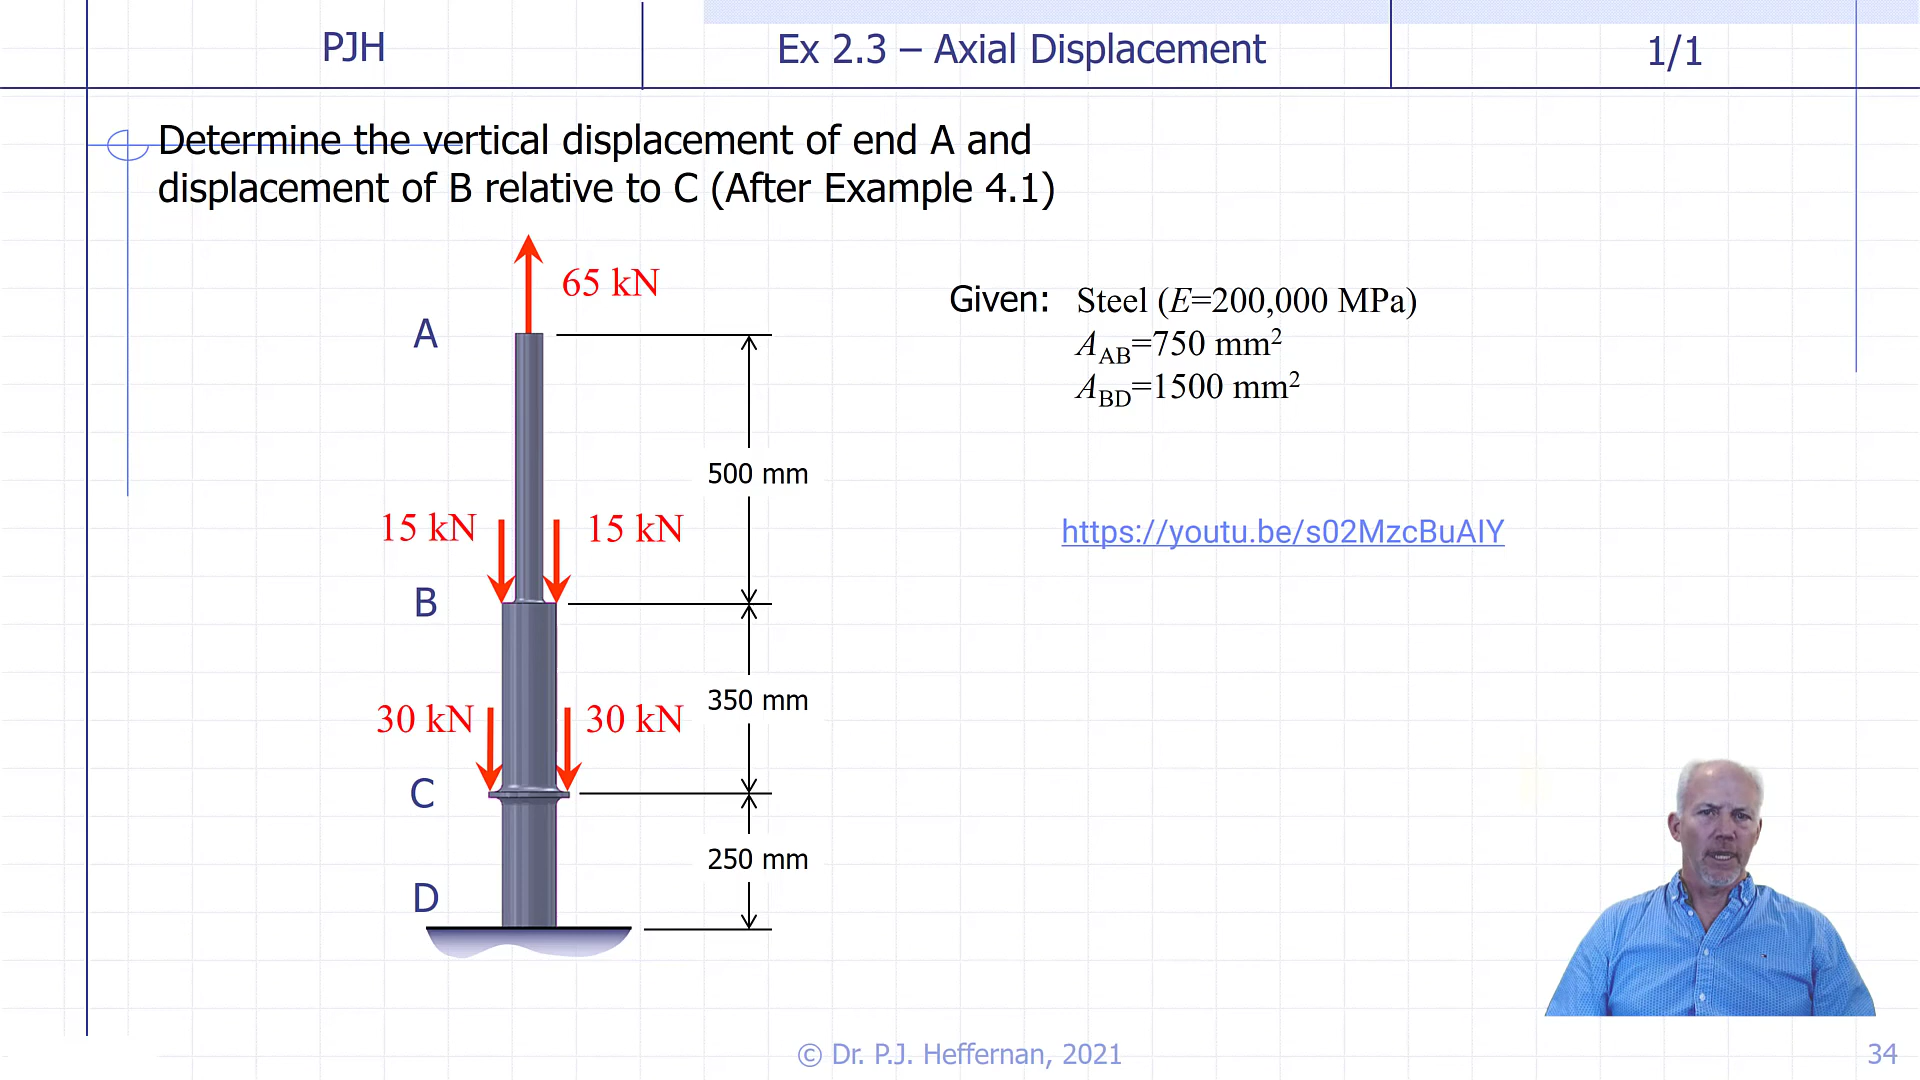 PJH
Ex 2.3 – Axial Displacement
1/1
Determine the vertical displacement of end A and
displacement of B relative to C (After Example 4.1)
65 kN
A
Given: Steel (E=200,000 MPa)
A_AB=750 mm²
A_BD=1500 mm²
500 mm
15 kN 15 kN
https://youtu.be/s02MzcBuAIY
B
350 mm
30 kN 30 kN
C
250 mm
D
© Dr. P.J. Heffernan, 2021
34